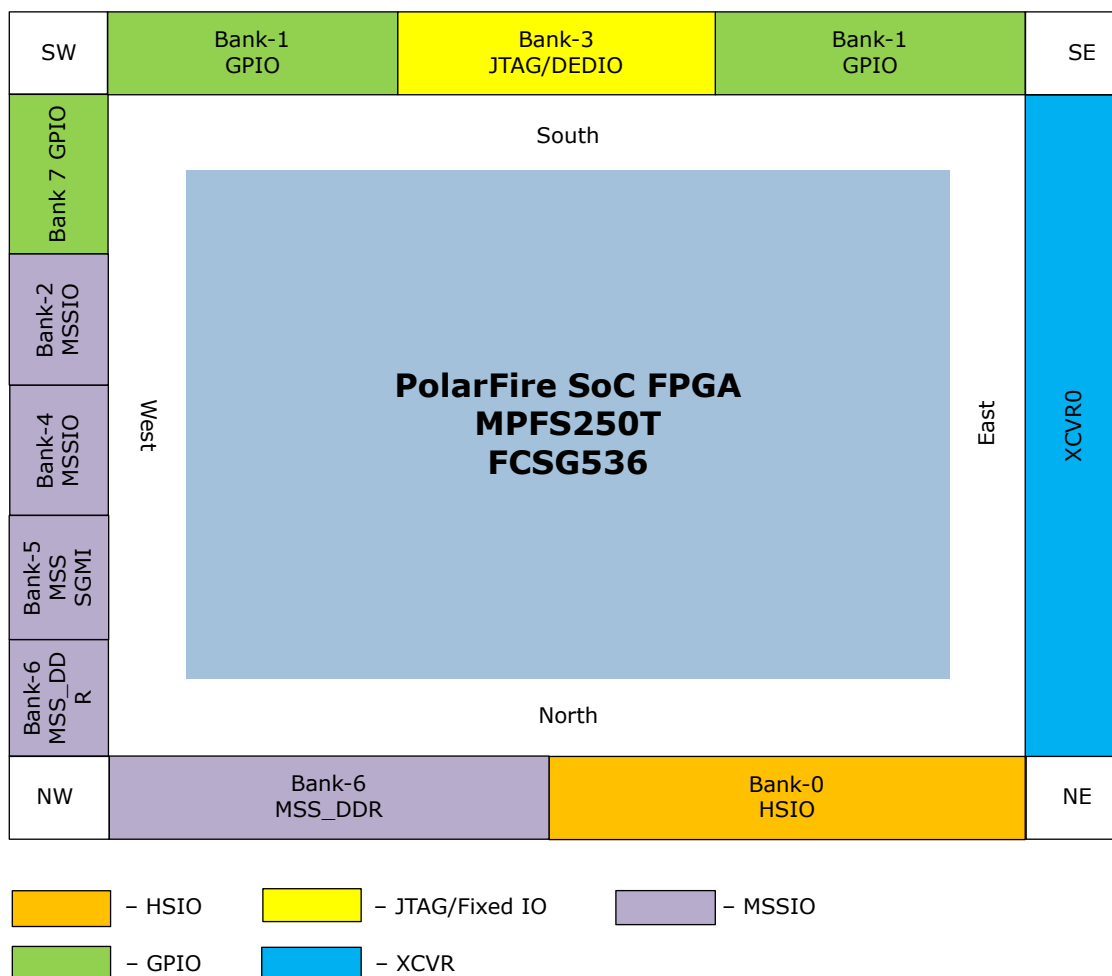 SW
Bank-1
GPIO
Bank-3
JTAG/DEDIO
Bank-1
GPIO
SE
South
Bank 7 GPIO
Bank-2
MSSIO
Bank-4
MSSIO
Bank-5
MSS
SGMI
Bank-6
MSS_DD
R
West
PolarFire SoC FPGA
MPFS250T
FCSG536
East
XCVR0
North
NW
Bank-6
MSS_DDR
Bank-0
HSIO
NE
– HSIO
– JTAG/Fixed IO
– MSSIO
– GPIO
– XCVR